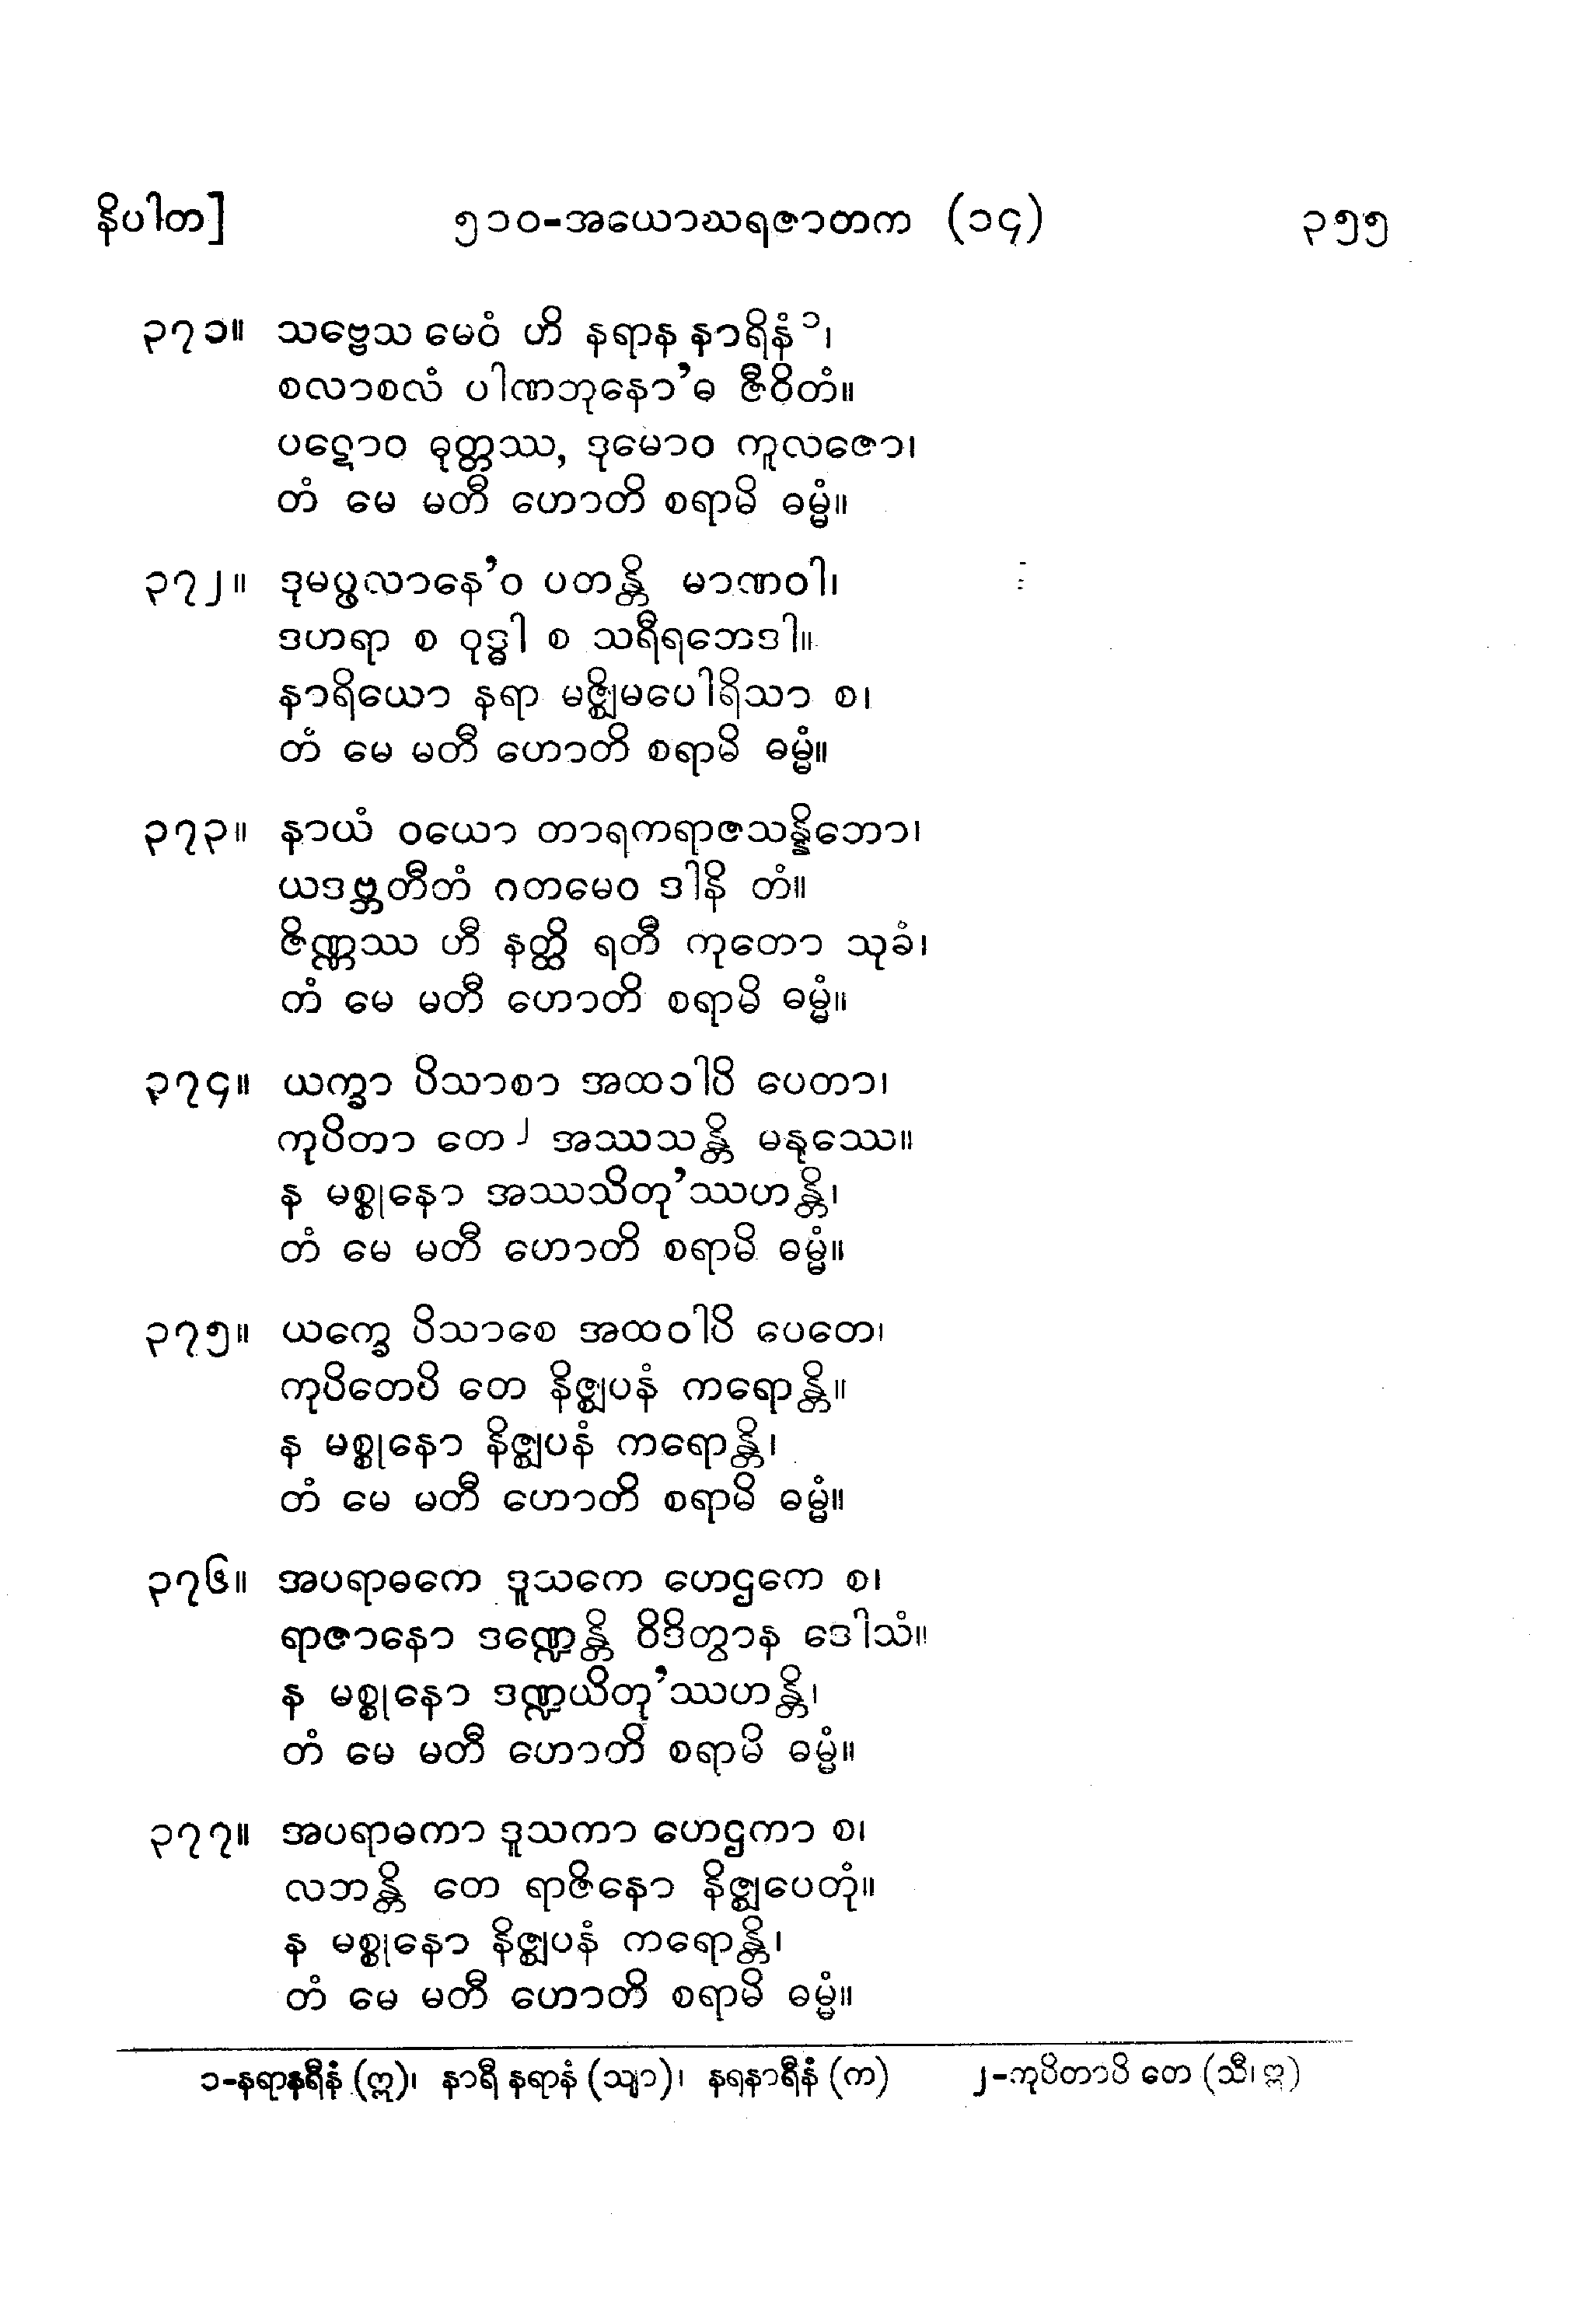 နိပါတ] ၅၁၀-အယောဃရဇာတက (၁၄) ၃၅၅
၃၇၁။ သဗ္ဗေသ မေဝံ ဟိ နရာန နာရိနံ၁၊
စလာစလံ ပါဏဘုနော’ဓ ဇီဝိတံ။
ပဋောဝ ဓုတ္တဿ, ဒုမောဝ ကူလဇော၊
တံ မေ မတီ ဟောတိ စရာမိ ဓမ္မံ။
၃၇၂။ ဒုမပ္ဖလာနေ’ဝ ပတန္တိ မာဏဝါ၊
ဒဟရာ စ ဝုဒ္ဓါ စ သရီရဘေဒါ။
နာရိယော နရာ မဇ္ဈိမပေါရိသာ စ၊
တံ မေ မတီ ဟောတိ စရာမိ ဓမ္မံ။
၃၇၃။ နာယံ ဝယော တာရကရာဇသန္နိဘော၊
ယဒဗ္ဘတီတံ ဂတမေဝ ဒါနိ တံ။
ဇိဏ္ဏဿ ဟီ နတ္ထိ ရတီ ကုတော သုခံ၊
တံ မေ မတီ ဟောတိ စရာမိ ဓမ္မံ။
၃၇၄။ ယက္ခာ ပိသာစာ အထဝါပိ ပေတာ၊
ကုပိတာ တေ၂ အဿသန္တိ မနုဿေ။
န မစ္စုနော အဿသိတု’ဿဟန္တိ၊
တံ မေ မတီ ဟောတိ စရာမိ ဓမ္မံ။
၃၇၅။ ယက္ခေ ပိသာစေ အထဝါပိ ပေတေ၊
ကုပိတေပိ တေ နိဇ္ဈပနံ ကရောန္တိ။
န မစ္စုနော နိဇ္ဈပနံ ကရောန္တိ၊
တံ မေ မတီ ဟောတိ စရာမိ ဓမ္မံ။
၃၇၆။ အပရာဓကေ ဒူသကေ ဟေဌကေ စ၊
ရာဇာနော ဒဏ္ဍေန္တိ ဝိဒိတွာန ဒေါသံ။
န မစ္စုနော ဒဏ္ဍယိတု’ဿဟန္တိ၊
တံ မေ မတီ ဟောတိ စရာမိ ဓမ္မံ။
၃၇၇။ အပရာဓကာ ဒူသကာ ဟေဌကာ စ၊
လဘန္တိ တေ ရာဇိနော နိဇ္ဈပေတုံ။
န မစ္စုနော နိဇ္ဈပနံ ကရောန္တိ၊
တံ မေ မတီ ဟောတိ စရာမိ ဓမ္မံ။
၁-နရာနရီနံ (ဣ)၊ နာရီ နရာနံ (သျာ)၊ နရနာရီနံ (က) ၂-ကုပိတာပိ တေ (သီ၊ ဣ)